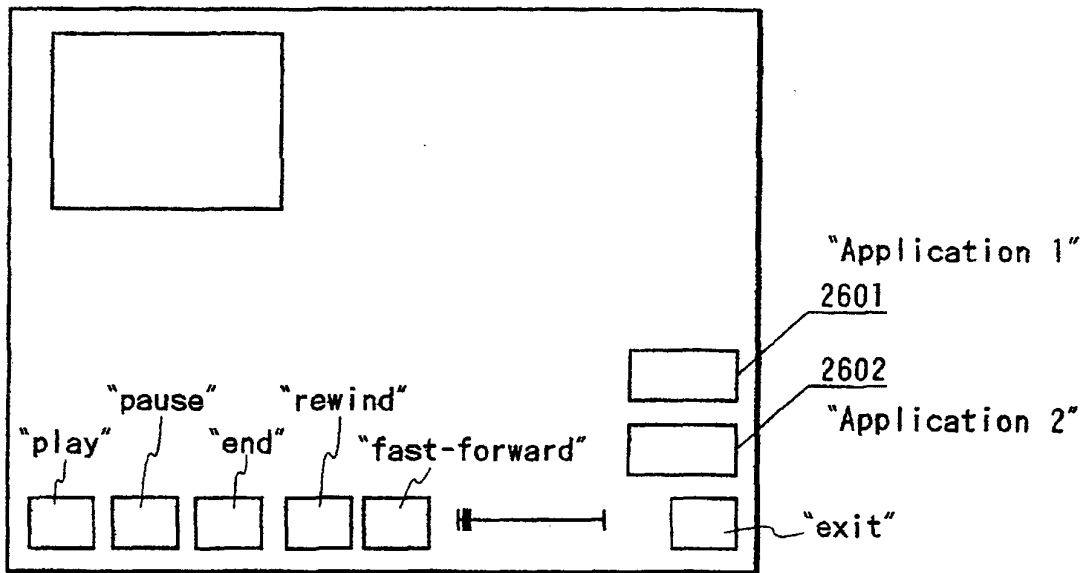 “Application 1”
2601
2602
“Application 2”
“pause”
“rewind”
“play”
“end”
“fast-forward”
“exit”